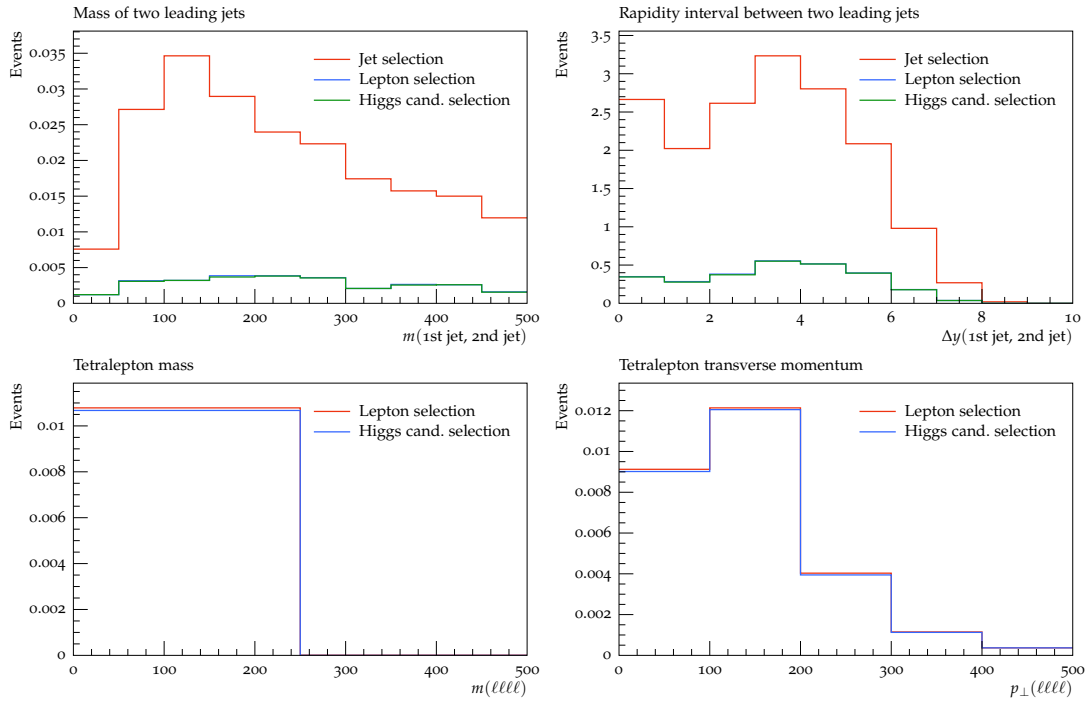 Mass of two leading jets
Events
0.035
0.03
0.025
0.02
0.015
0.01
0.005
0
Jet selection
Lepton selection
Higgs cand. selection
0 100 200 300 400 500
m(1st jet, 2nd jet)
Rapidity interval between two leading jets
Events
3.5
3
2.5
2
1.5
1
0.5
0
Jet selection
Lepton selection
Higgs cand. selection
0 2 4 6 8 10
Δy(1st jet, 2nd jet)
Tetralepton mass
Events
0.01
0.008
0.006
0.004
0.002
0
Lepton selection
Higgs cand. selection
0 100 200 300 400 500
m(ℓℓℓℓ)
Tetralepton transverse momentum
Events
0.012
0.01
0.008
0.006
0.004
0.002
0
Lepton selection
Higgs cand. selection
0 100 200 300 400 500
p⊥(ℓℓℓℓ)